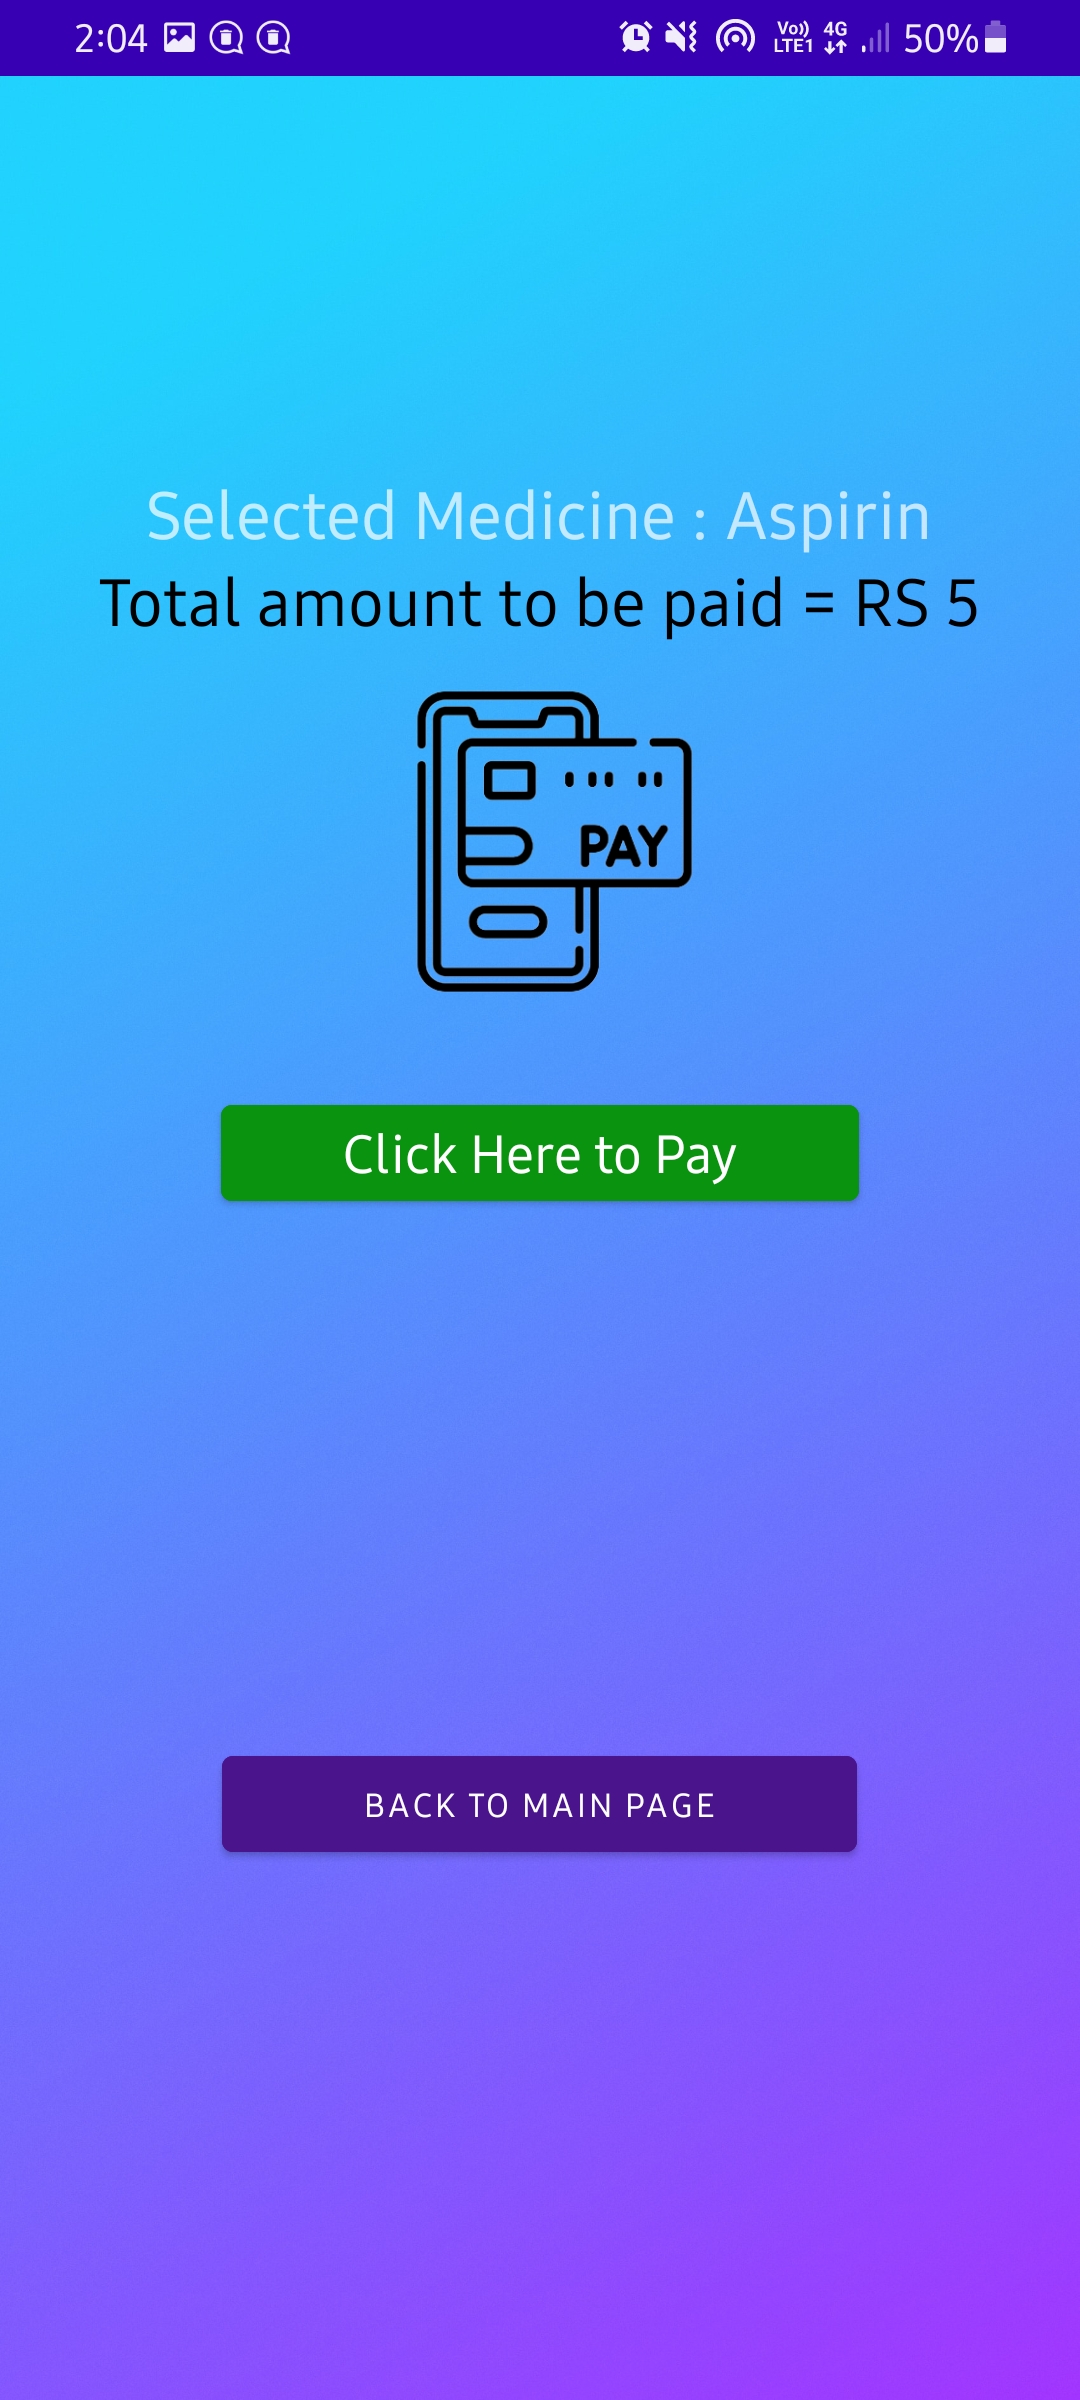 2:04
Vo)) LTE1 4G 50%
Selected Medicine : Aspirin
Total amount to be paid = RS 5
PAY
Click Here to Pay
BACK TO MAIN PAGE